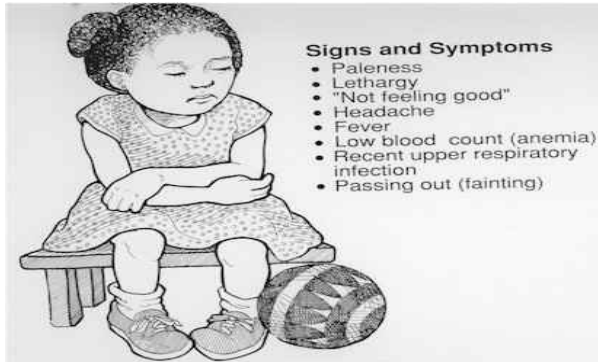 Signs and Symptoms
• Paleness
• Lethargy
• "Not feeling good"
• Headache
• Fever
• Low blood count (anemia)
• Recent upper respiratory
infection
• Passing out (fainting)